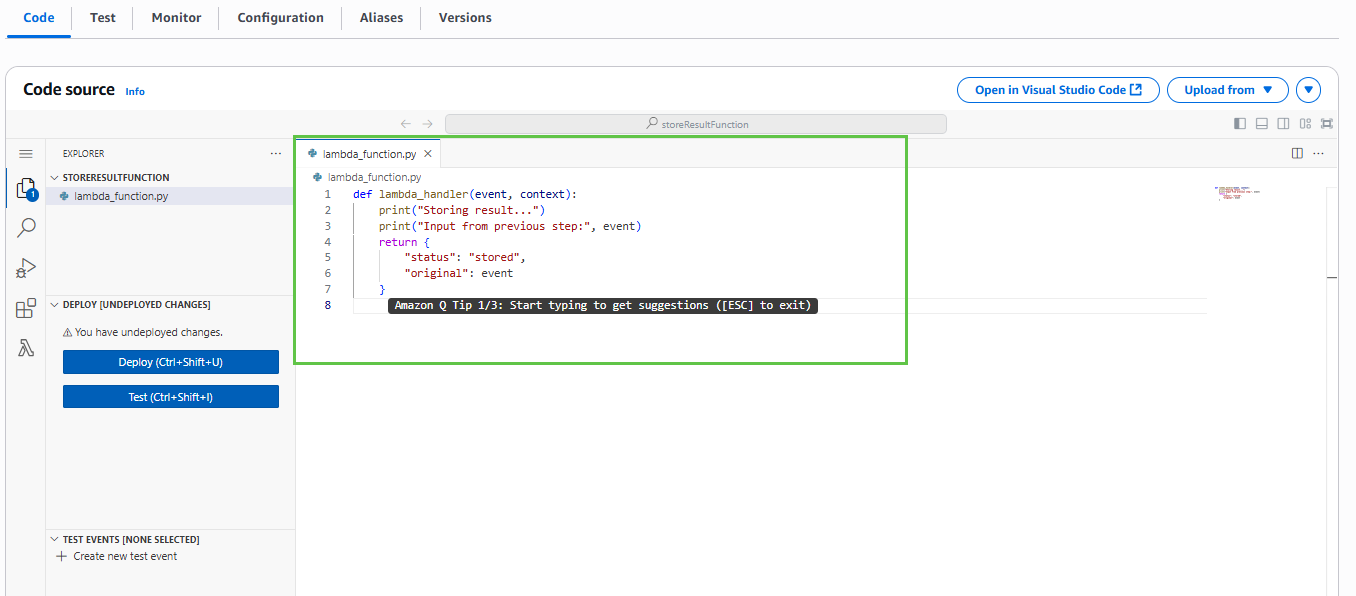 Code Test Monitor Configuration Aliases Versions
Code source Info
Open in Visual Studio Code Upload from
storeResultFunction
EXPLORER
STORERESULTFUNCTION
lambda_function.py
1
DEPLOY [UNDEPLOYED CHANGES]
You have undeployed changes.
Deploy (Ctrl+Shift+U)
Test (Ctrl+Shift+I)
TEST EVENTS [NONE SELECTED]
Create new test event
lambda_function.py
lambda_function.py
1 def lambda_handler(event, context):
2 print("Storing result...")
3 print("Input from previous step:", event)
4 return {
5 "status": "stored",
6 "original": event
7 }
8 Amazon Q Tip 1/3: Start typing to get suggestions ([ESC] to exit)